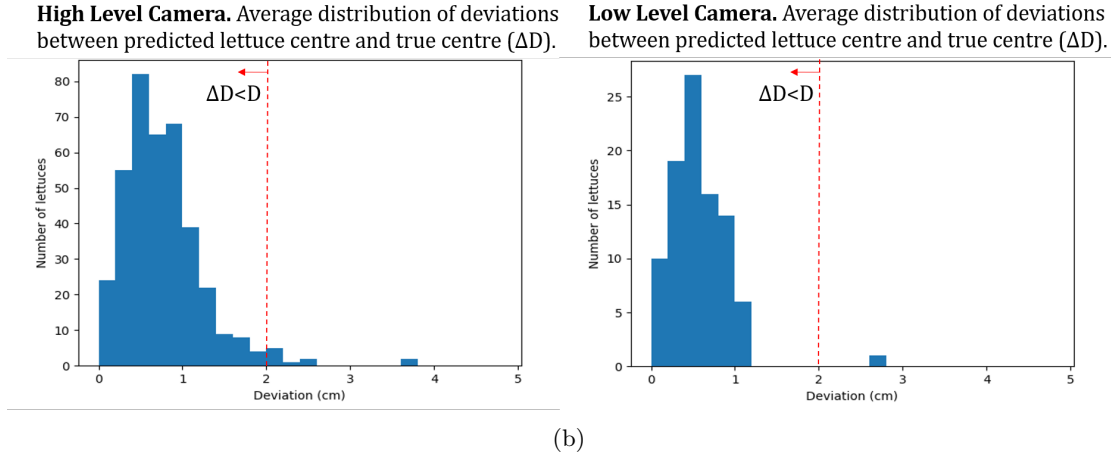 High Level Camera. Average distribution of deviations
between predicted lettuce centre and true centre (ΔD).
80
70
60
50
40
30
20
10
0
Number of lettuces
ΔD<D
0 1 2 3 4 5
Deviation (cm)
Low Level Camera. Average distribution of deviations
between predicted lettuce centre and true centre (ΔD).
25
20
15
10
5
0
Number of lettuces
ΔD<D
0 1 2 3 4 5
Deviation (cm)
(b)